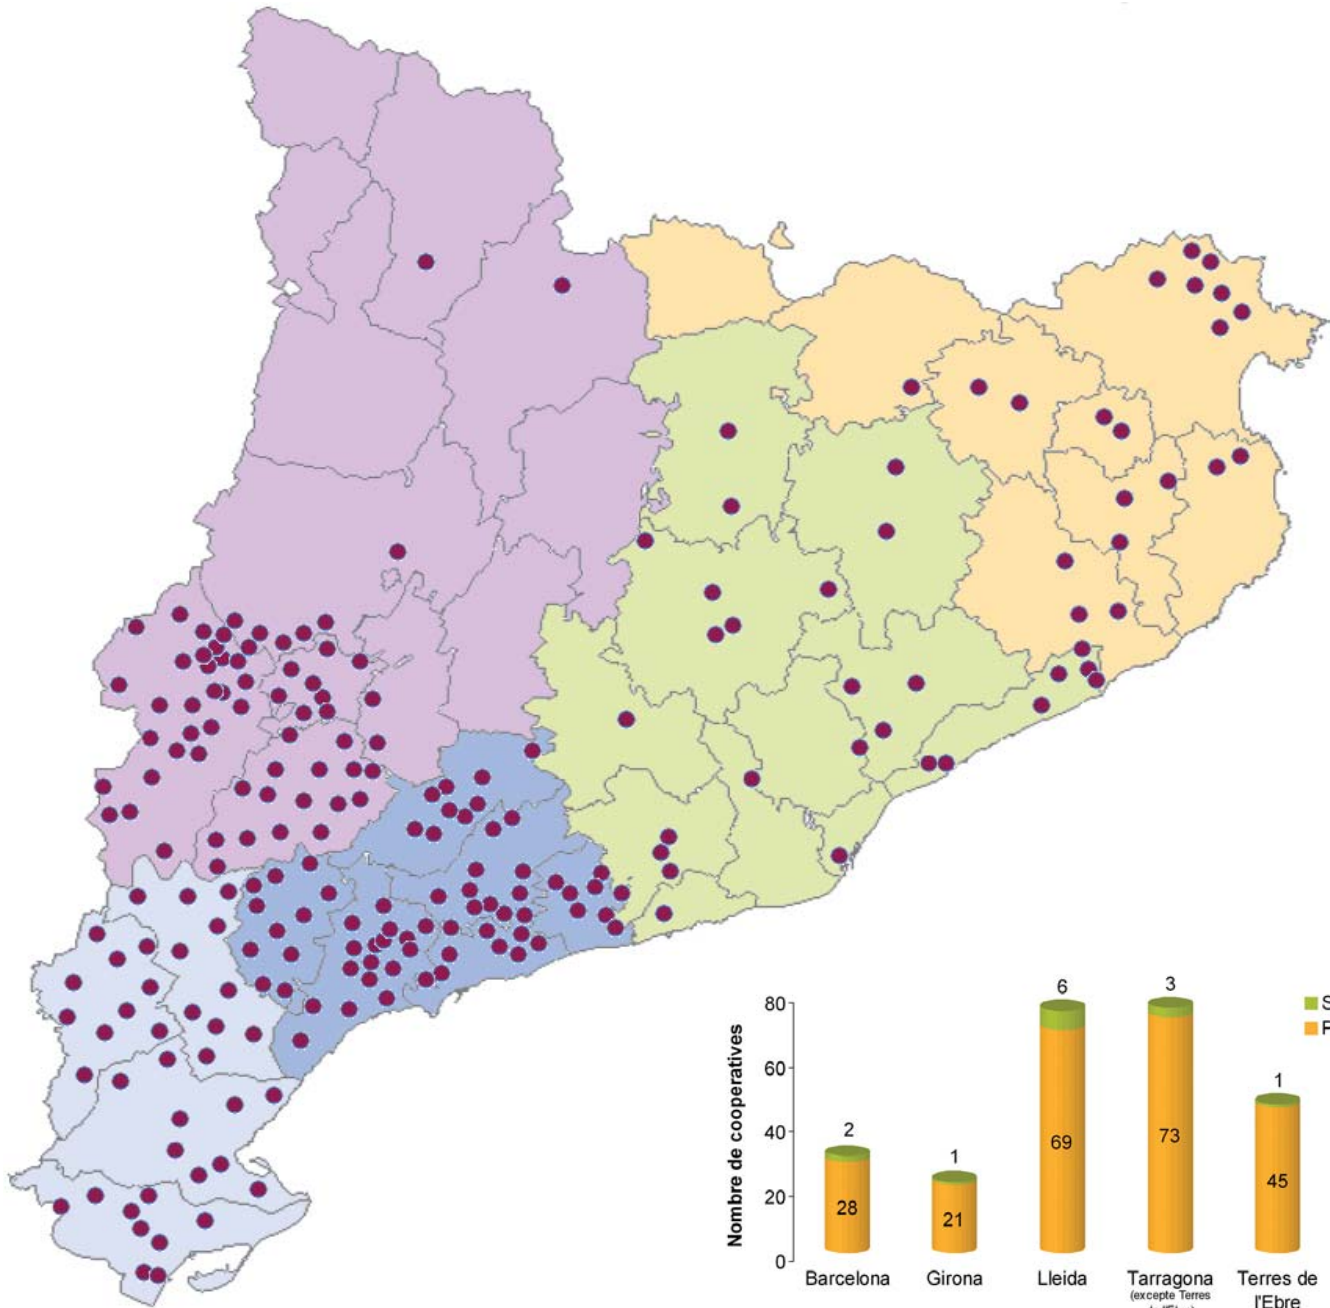 Nombre de cooperatives
80
60
40
20
0
2
28
1
21
6
69
3
73
1
45
S
P
Barcelona
Girona
Lleida
Tarragona
(excepte Terres
Terres de
l'Ebre